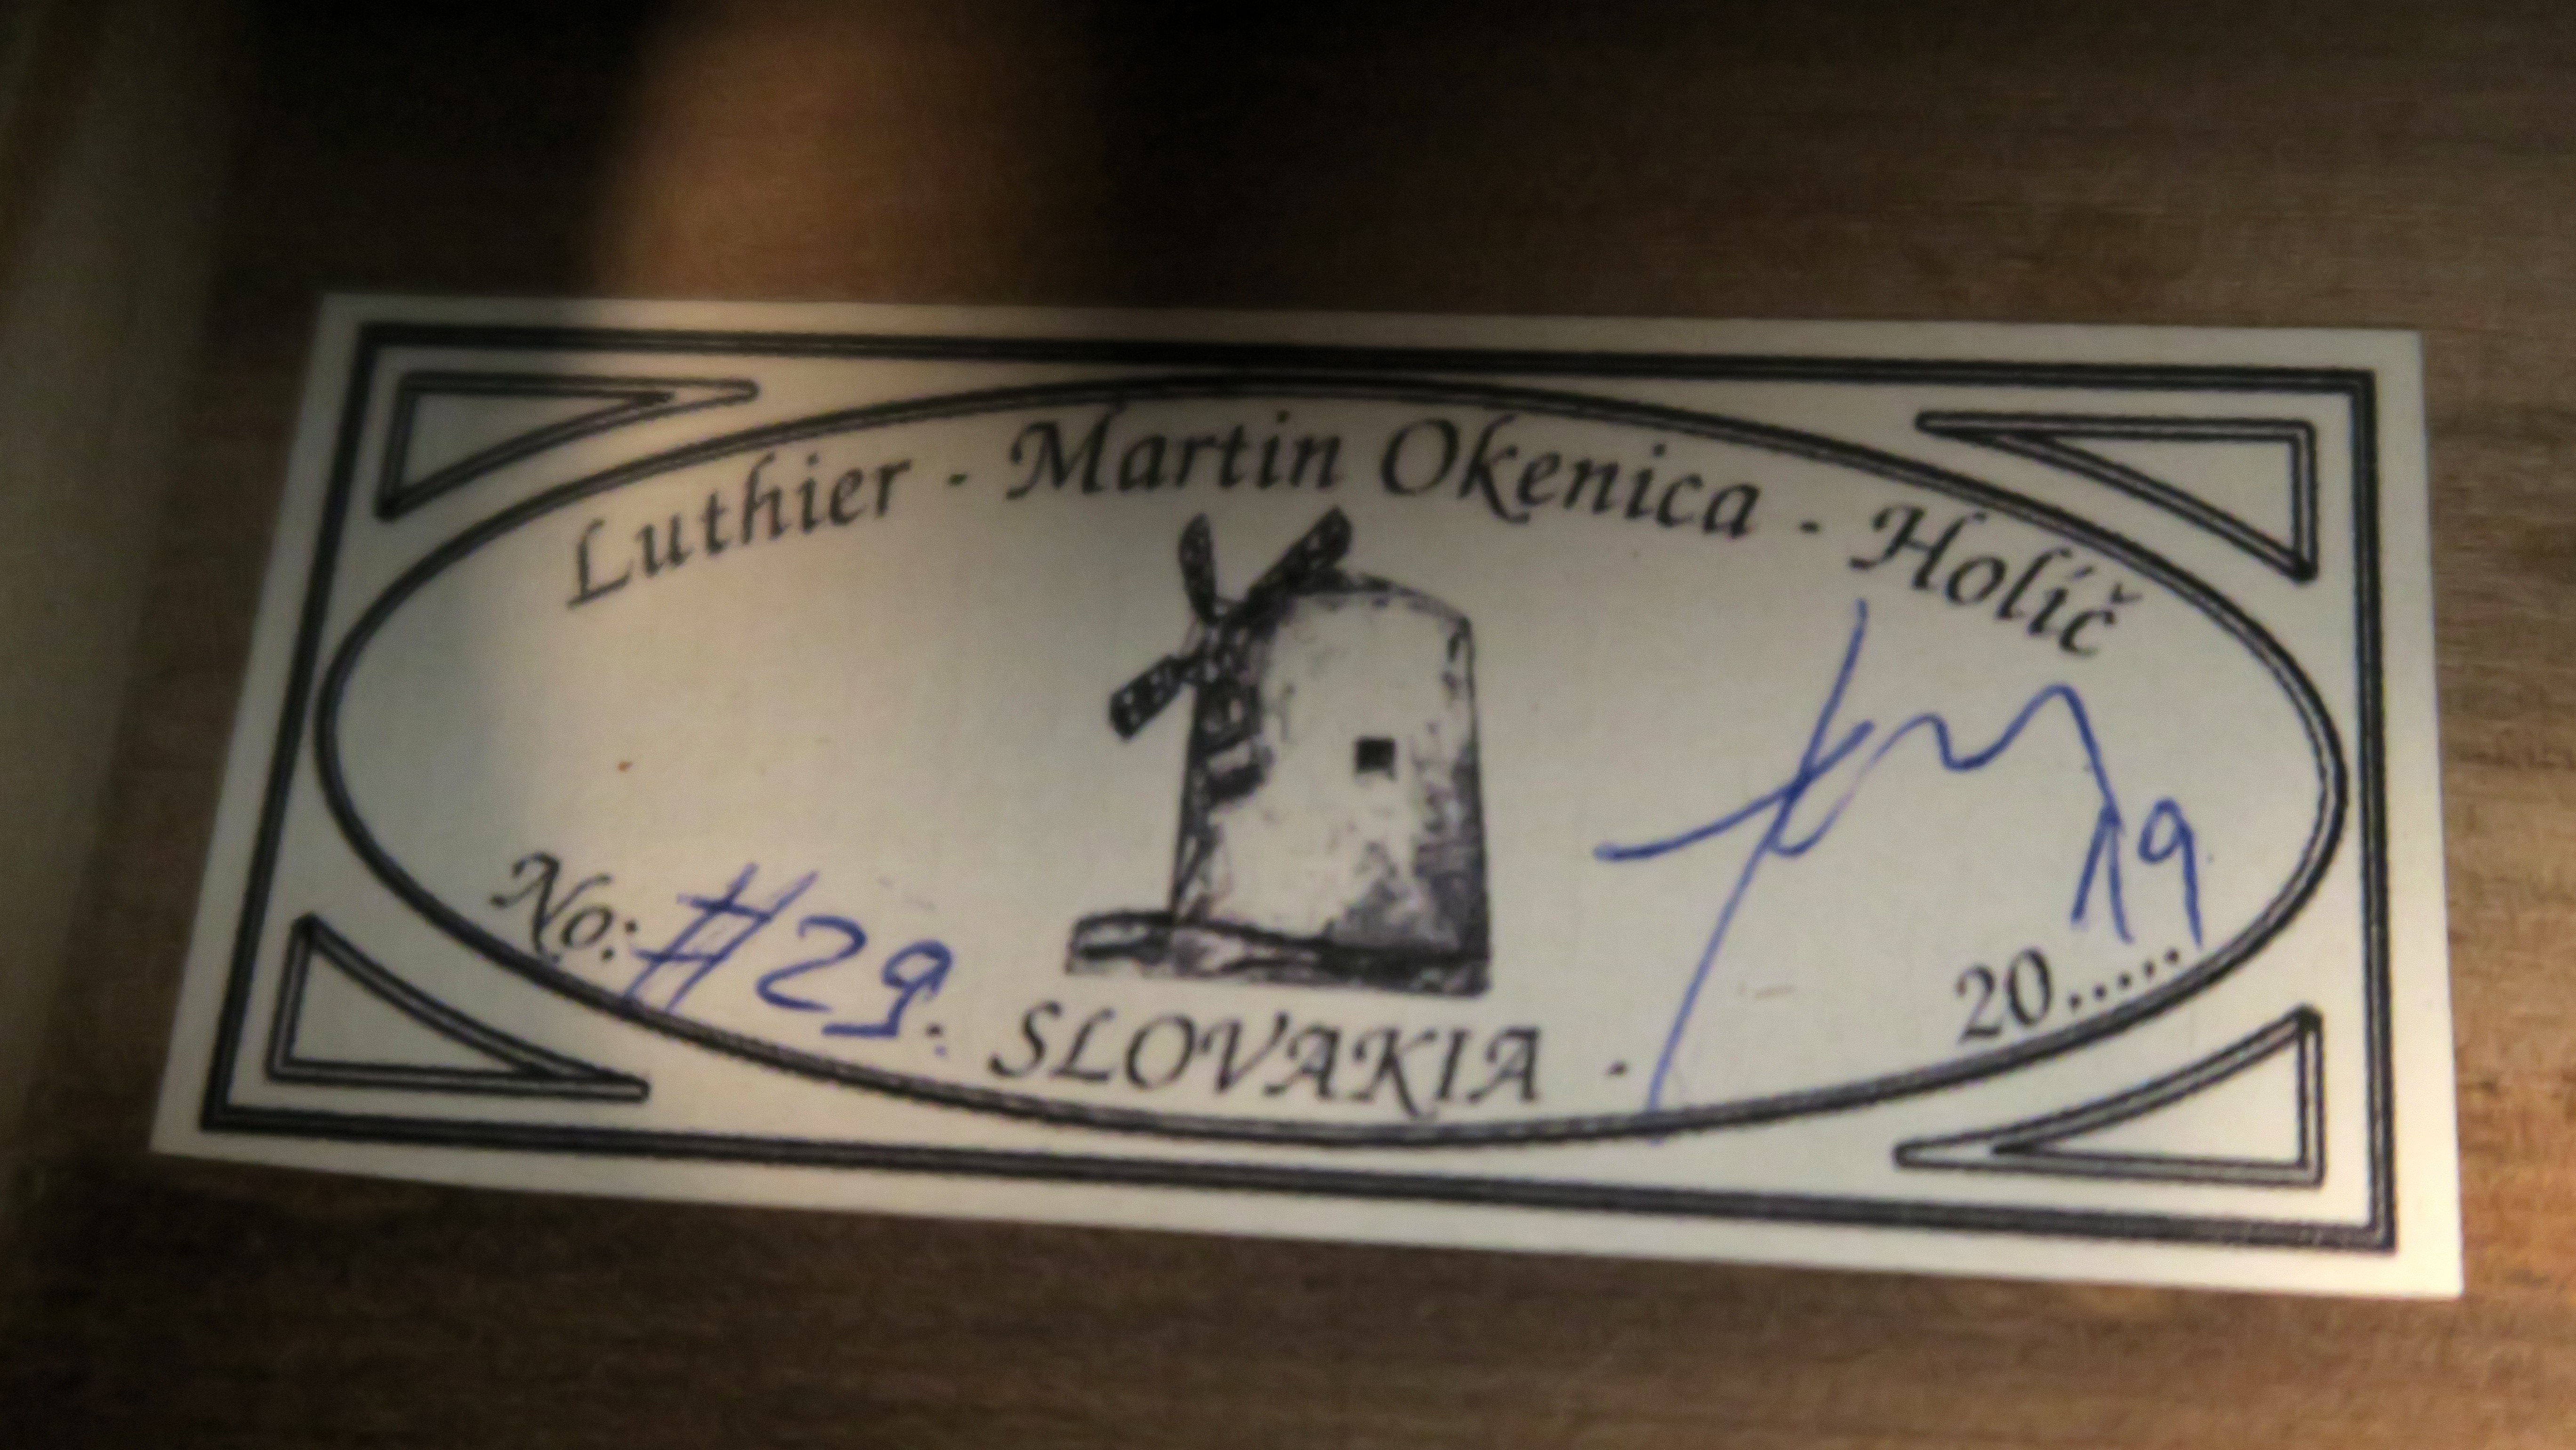 Luthier - Martin Okenica - Holíč
No: #29.
SLOVAKIA -
2019